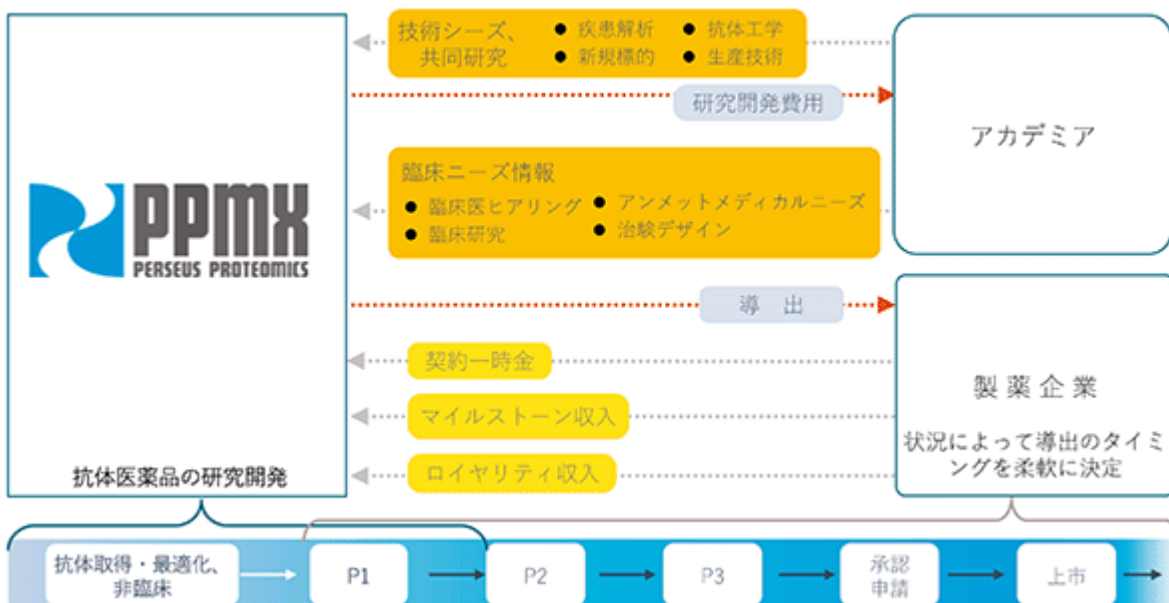 技術シーズ、
共同研究
● 疾患解析 ● 抗体工学
● 新規標的 ● 生産技術
研究開発費用
アカデミア
臨床ニーズ情報
● 臨床医ヒアリング ● アンメットメディカルニーズ
● 臨床研究 ● 治験デザイン
PPMX
PERSEUS PROTEOMICS
導 出
契約一時金
製薬企業
マイルストーン収入
状況によって導出のタイミ
ングを柔軟に決定
ロイヤリティ収入
抗体医薬品の研究開発
抗体取得・最適化、
非臨床
P1
P2
P3
承認
申請
上市